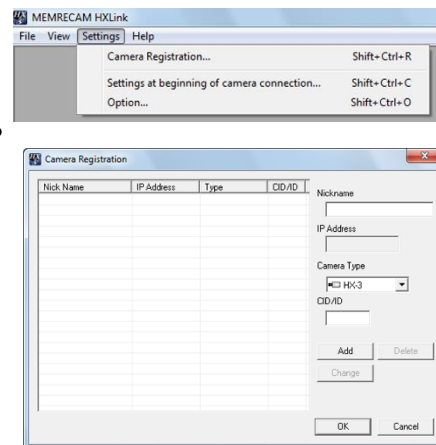 MEMRECAM HXLink
File View Settings Help
Camera Registration... Shift+Ctrl+R
Settings at beginning of camera connection... Shift+Ctrl+C
Option... Shift+Ctrl+O
Camera Registration
Nick Name IP Address Type CID/ID
Nickname
IP Address
Camera Type
HX-3
CID/ID
Add Delete
Change
OK Cancel